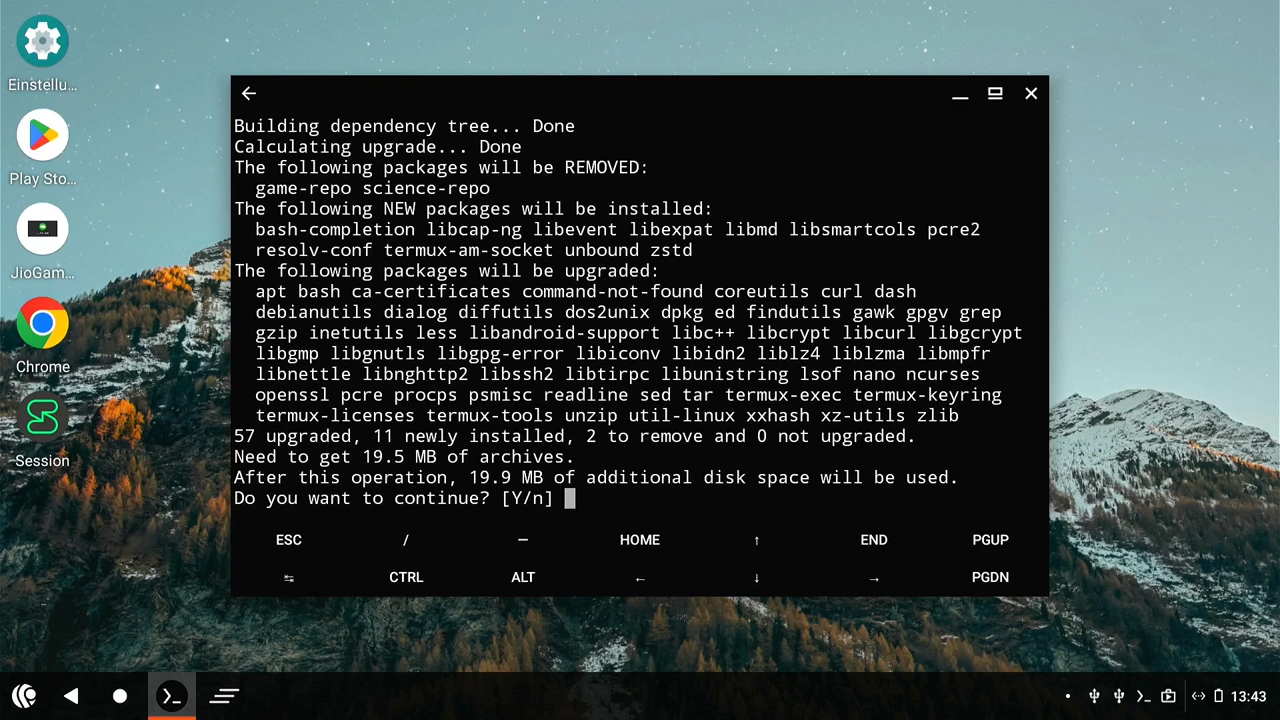 Einstellu...
Play Sto...
JioGam...
Chrome
Session
Building dependency tree... Done
Calculating upgrade... Done
The following packages will be REMOVED:
game-repo science-repo
The following NEW packages will be installed:
bash-completion libcap-ng libevent libexpat libmd libsmartcols pcre2
resolv-conf termux-am-socket unbound zstd
The following packages will be upgraded:
apt bash ca-certificates command-not-found coreutils curl dash
debianutils dialog diffutils dos2unix dpkg ed findutils gawk gpgv grep
gzip inetutils less libandroid-support libc++ libcrypt libcurl libgcrypt
libgmp libgnutls libgpg-error libiconv libidn2 liblz4 liblzma libmpfr
libnettle libnghttp2 libssh2 libtirpc libunistring lsof nano ncurses
openssl pcre procps psmisc readline sed tar termux-exec termux-keyring
termux-licenses termux-tools unzip util-linux xxhash xz-utils zlib
57 upgraded, 11 newly installed, 2 to remove and 0 not upgraded.
Need to get 19.5 MB of archives.
After this operation, 19.9 MB of additional disk space will be used.
Do you want to continue? [Y/n]
ESC / — HOME ↑ END PGUP
↹ CTRL ALT ← ↓ → PGDN
13:43